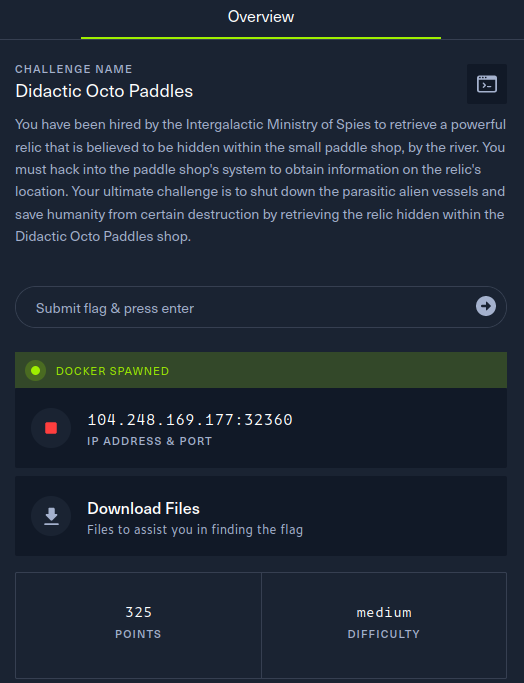 Overview
CHALLENGE NAME
Didactic Octo Paddles
You have been hired by the Intergalactic Ministry of Spies to retrieve a powerful
relic that is believed to be hidden within the small paddle shop, by the river. You
must hack into the paddle shop's system to obtain information on the relic's
location. Your ultimate challenge is to shut down the parasitic alien vessels and
save humanity from certain destruction by retrieving the relic hidden within the
Didactic Octo Paddles shop.
Submit flag & press enter
DOCKER SPAWNED
104.248.169.177:32360
IP ADDRESS & PORT
Download Files
Files to assist you in finding the flag
325
POINTS
medium
DIFFICULTY